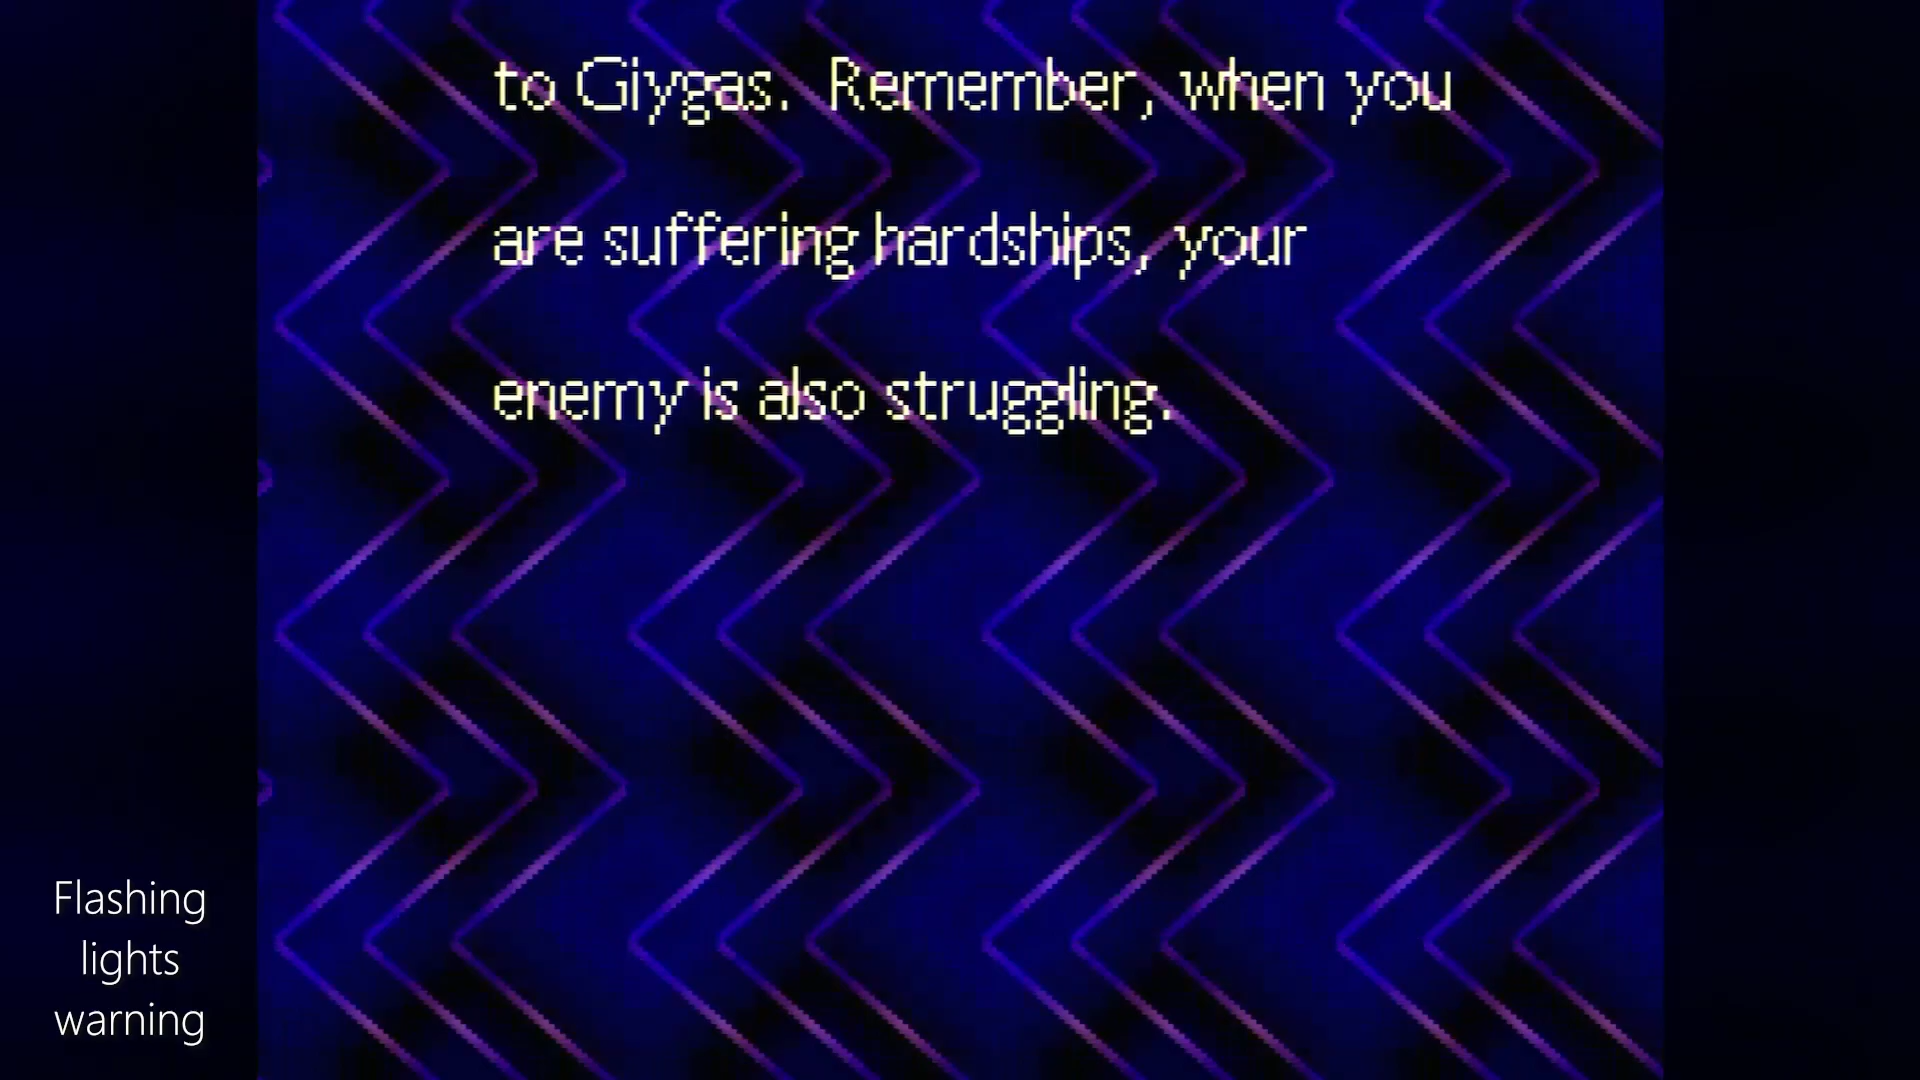 to Giygas. Remember, when you
are suffering hardships, your
enemy is also struggling.
Flashing
lights
warning